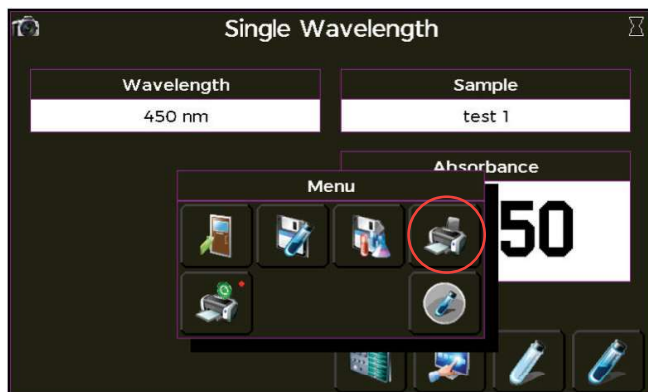 Single Wavelength
Wavelength
Sample
450 nm
test 1
Absorbance
Menu
50